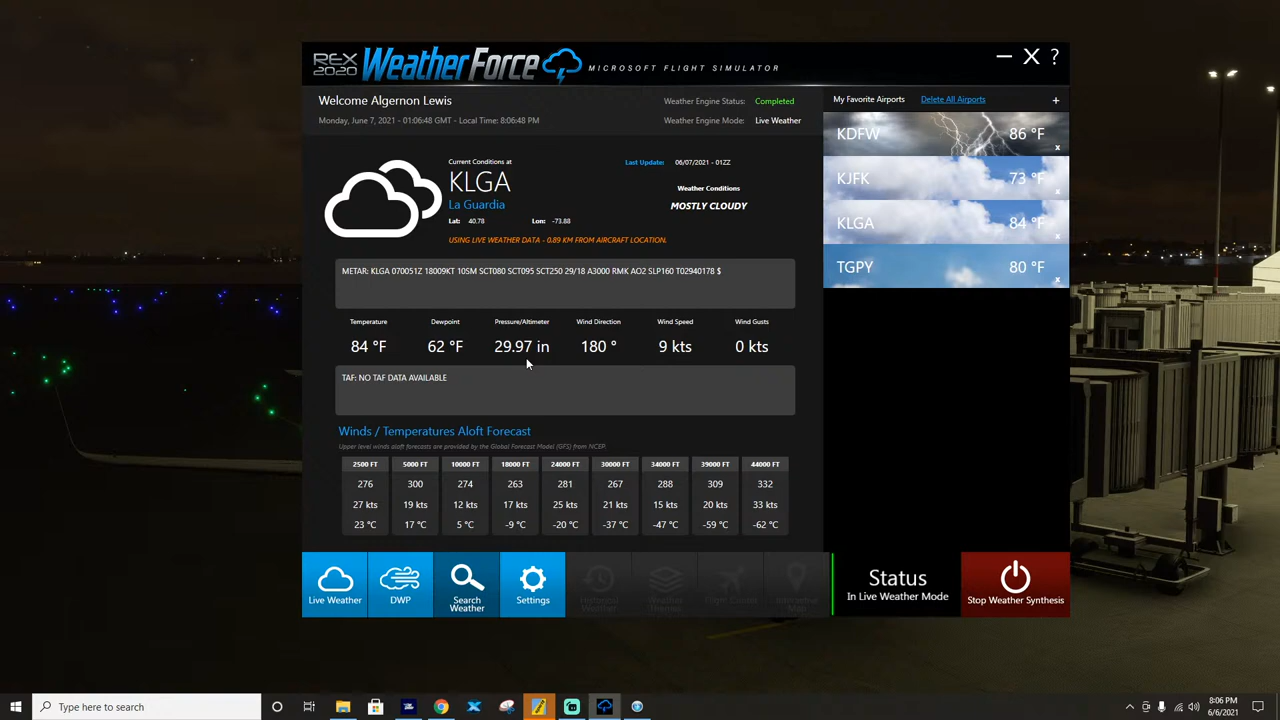 REX 2020 WeatherForce MICROSOFT FLIGHT SIMULATOR
Welcome Algernon Lewis
Monday, June 7, 2021 - 01:06:48 GMT - Local Time: 8:06:48 PM
Weather Engine Status: Completed
Weather Engine Mode: Live Weather
My Favorite Airports Delete All Airports +
KDFW 86 °F
x
KJFK 73 °F
x
KLGA 84 °F
x
TGPY 80 °F
x
Current Conditions at
KLGA
La Guardia
Lat: 40.78 Lon: -73.88
Last Update: 06/07/2021 - 01ZZ
Weather Conditions
MOSTLY CLOUDY
USING LIVE WEATHER DATA - 0.89 KM FROM AIRCRAFT LOCATION.
METAR: KLGA 070051Z 18009KT 10SM SCT080 SCT095 SCT250 29/18 A3000 RMK AO2 SLP160 T02940178 $
Temperature Dewpoint Pressure/Altimeter Wind Direction Wind Speed Wind Gusts
84 °F 62 °F 29.97 in 180 ° 9 kts 0 kts
TAF: NO TAF DATA AVAILABLE
Winds / Temperatures Aloft Forecast
Upper level winds aloft forecasts are provided by the Global Forecast Model (GFS) from NCEP.
2500 FT 5000 FT 10000 FT 18000 FT 24000 FT 30000 FT 34000 FT 39000 FT 44000 FT
276 300 274 263 281 267 288 309 332
27 kts 19 kts 12 kts 17 kts 25 kts 21 kts 15 kts 20 kts 33 kts
23 °C 17 °C 5 °C -9 °C -20 °C -37 °C -47 °C -59 °C -62 °C
Live Weather
DWP
Search Weather
Settings
Status
In Live Weather Mode
Stop Weather Synthesis
Type here to search
8:06 PM
6/6/2021